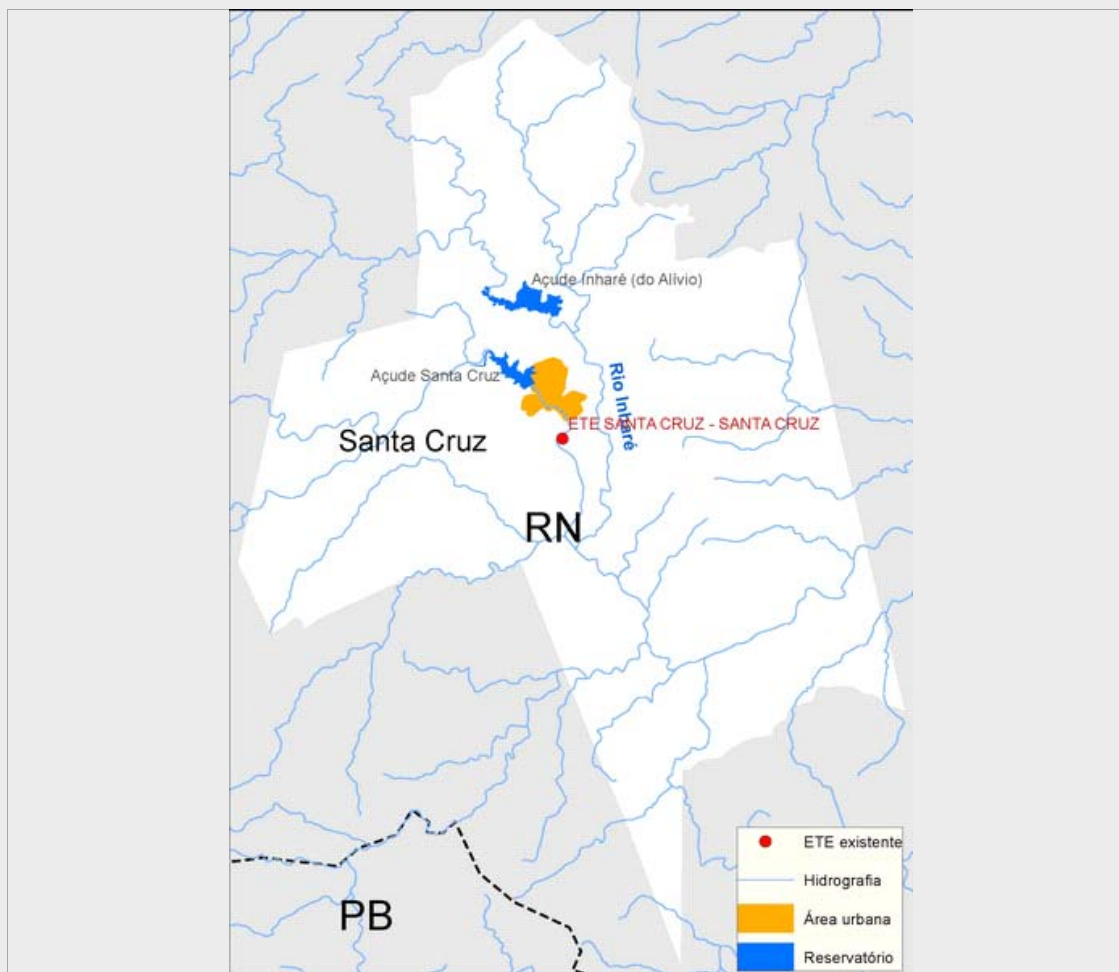 Açude Inharé (do Alívio)
Açude Santa Cruz
Rio Inharé
ETE SANTA CRUZ - SANTA CRUZ
Santa Cruz
RN
PB
ETE existente
Hidrografia
Área urbana
Reservatório